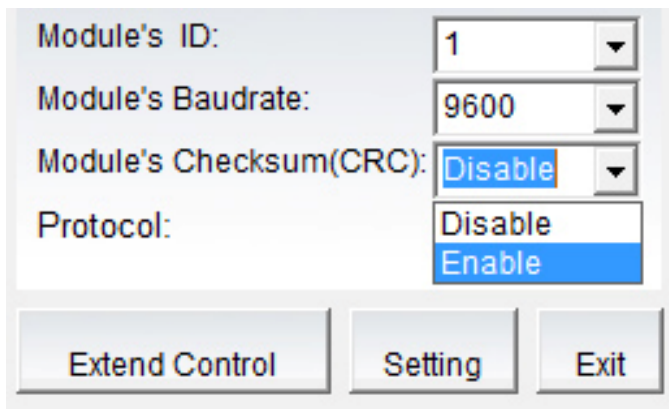 Module's ID: 1
Module's Baudrate: 9600
Module's Checksum(CRC): Disable
Protocol: Disable
Enable
Extend Control Setting Exit